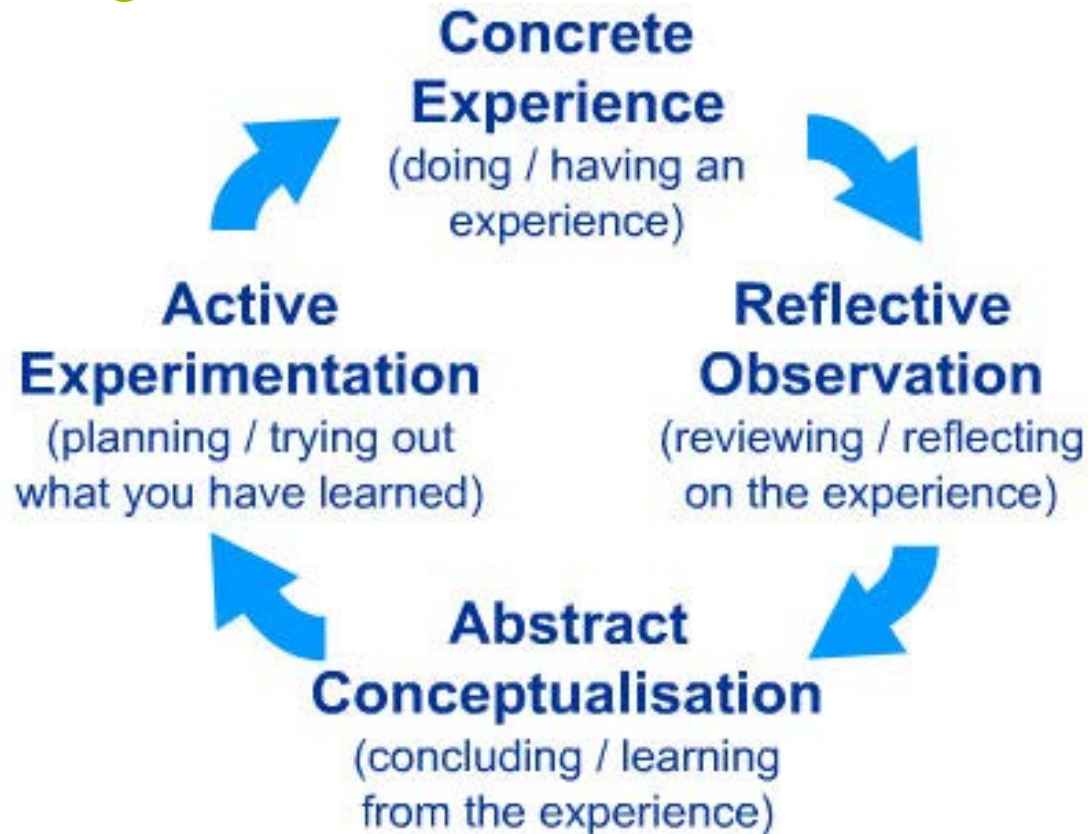 Concrete
Experience
(doing / having an
experience)
Reflective
Observation
(reviewing / reflecting
on the experience)
Abstract
Conceptualisation
(concluding / learning
from the experience)
Active
Experimentation
(planning / trying out
what you have learned)